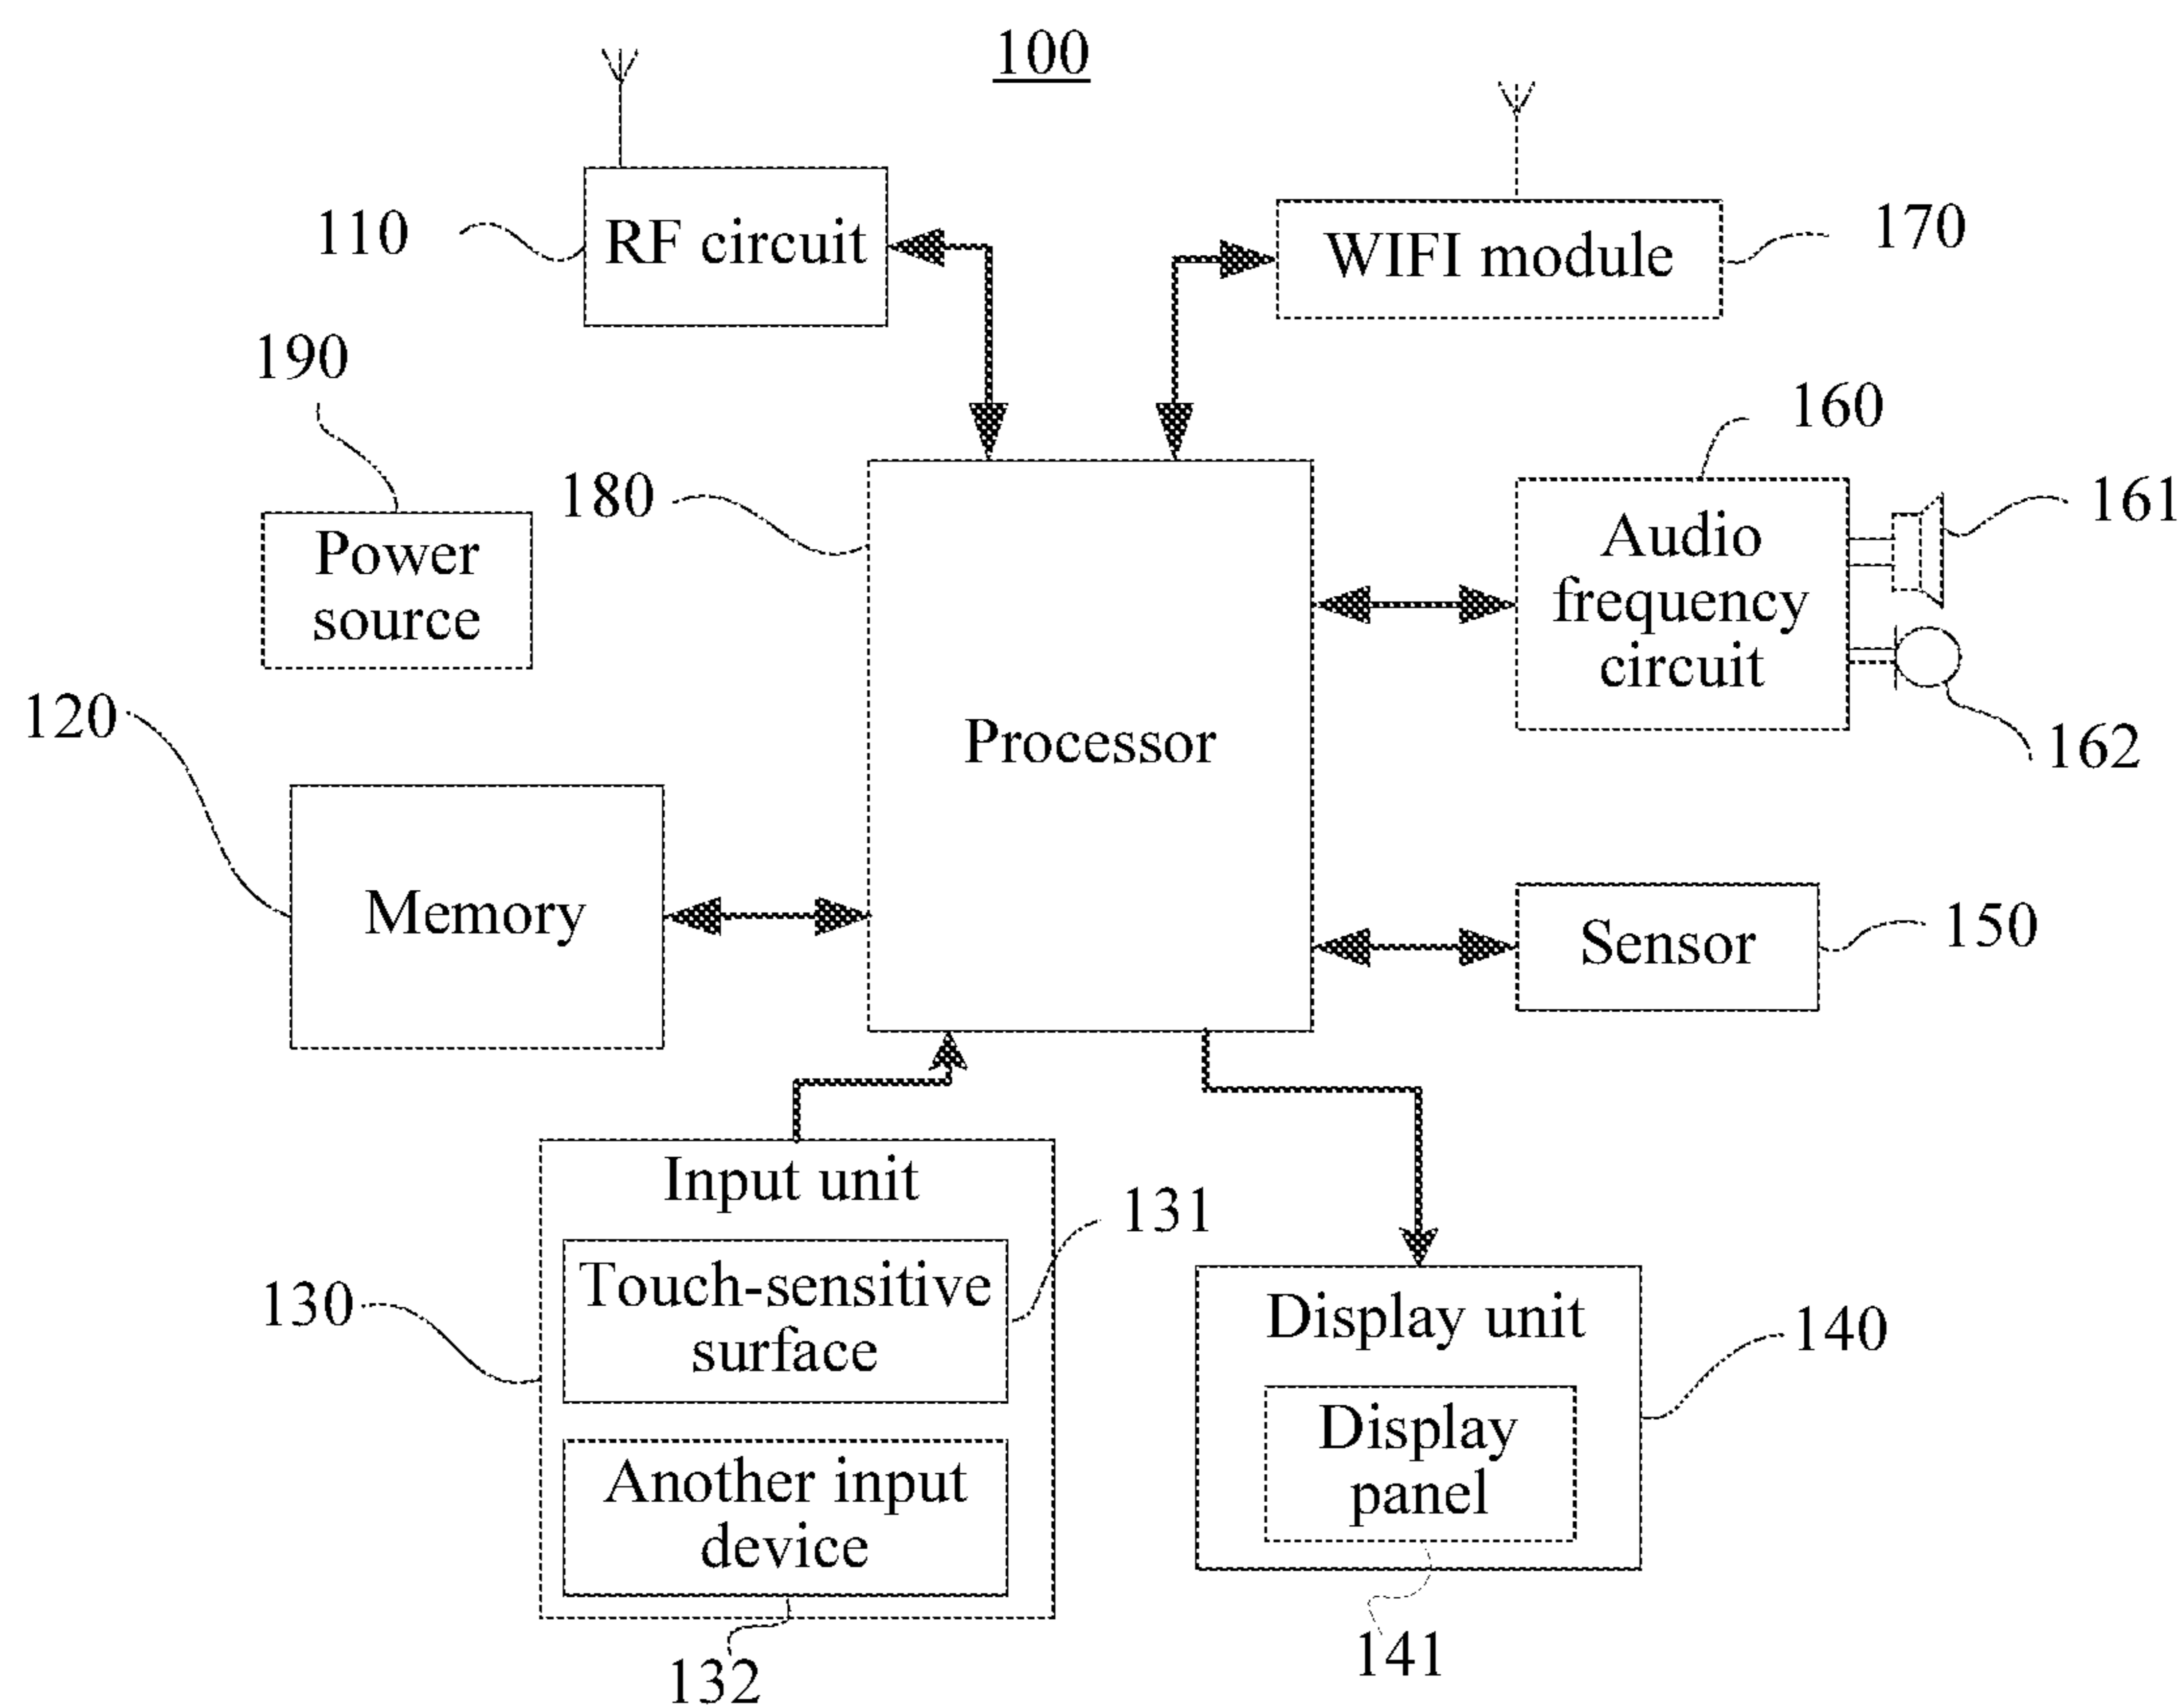 100
110
RF circuit
WIFI module
170
190
Power
source
180
Processor
160
Audio
frequency
circuit
161
162
120
Memory
Sensor
150
Input unit
131
Touch-sensitive
surface
130
Another input
device
132
Display unit
140
Display
panel
141